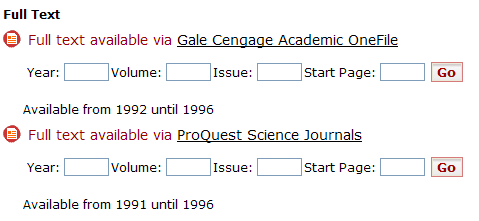 Full Text
Full text available via Gale Cengage Academic OneFile
Year: Volume: Issue: Start Page: Go
Available from 1992 until 1996
Full text available via ProQuest Science Journals
Year: Volume: Issue: Start Page: Go
Available from 1991 until 1996